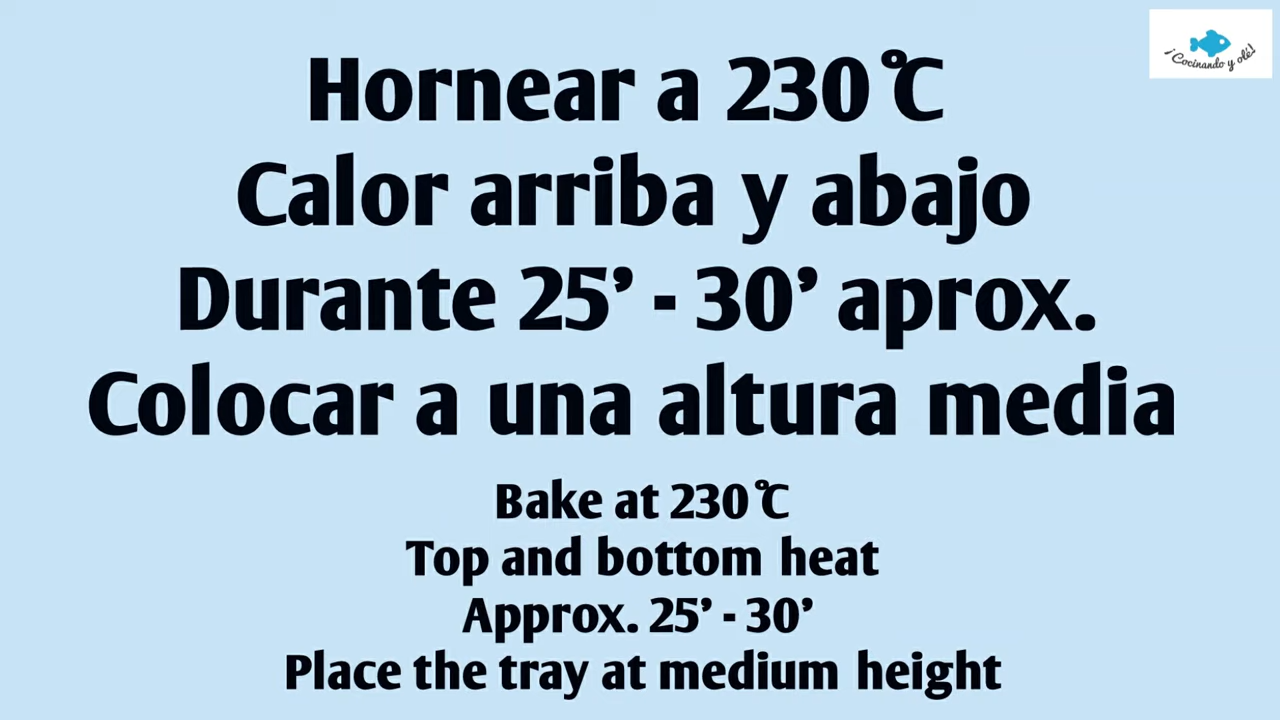 ¡Cocinando y olé!
Hornear a 230℃
Calor arriba y abajo
Durante 25’ - 30’ aprox.
Colocar a una altura media
Bake at 230℃
Top and bottom heat
Approx. 25’ - 30’
Place the tray at medium height